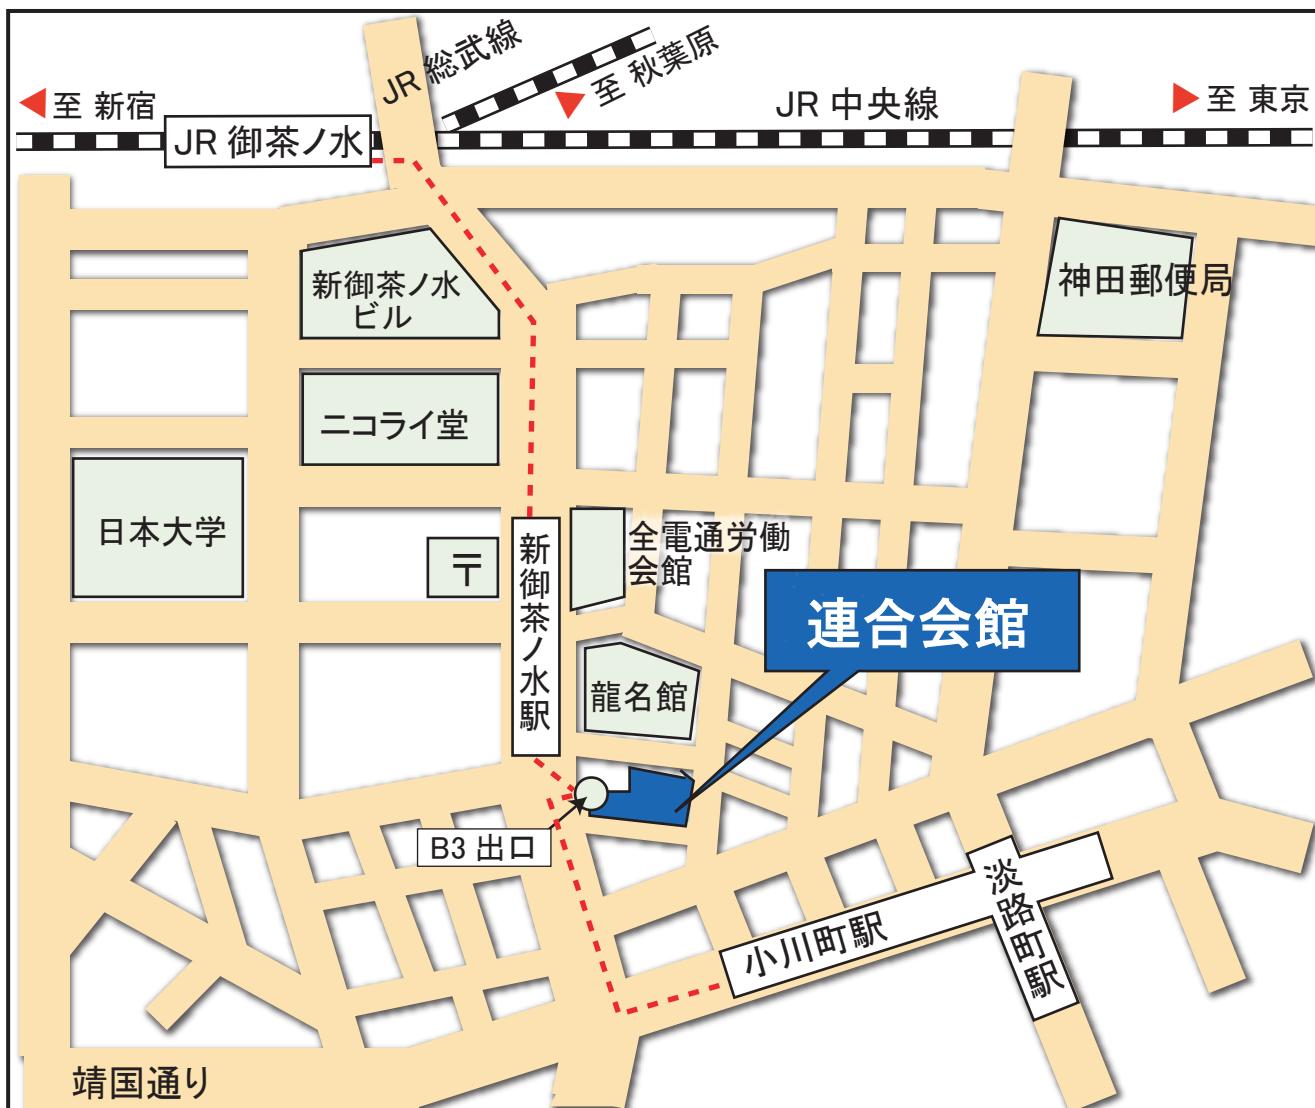 JR 総武線
至 秋葉原
至 新宿
JR 中央線
至 東京
JR 御茶ノ水
新御茶ノ水
ビル
神田郵便局
ニコライ堂
日本大学
〒
新御茶ノ水駅
全電通労働
会館
連合会館
龍名館
B3 出口
淡路町駅
小川町駅
靖国通り